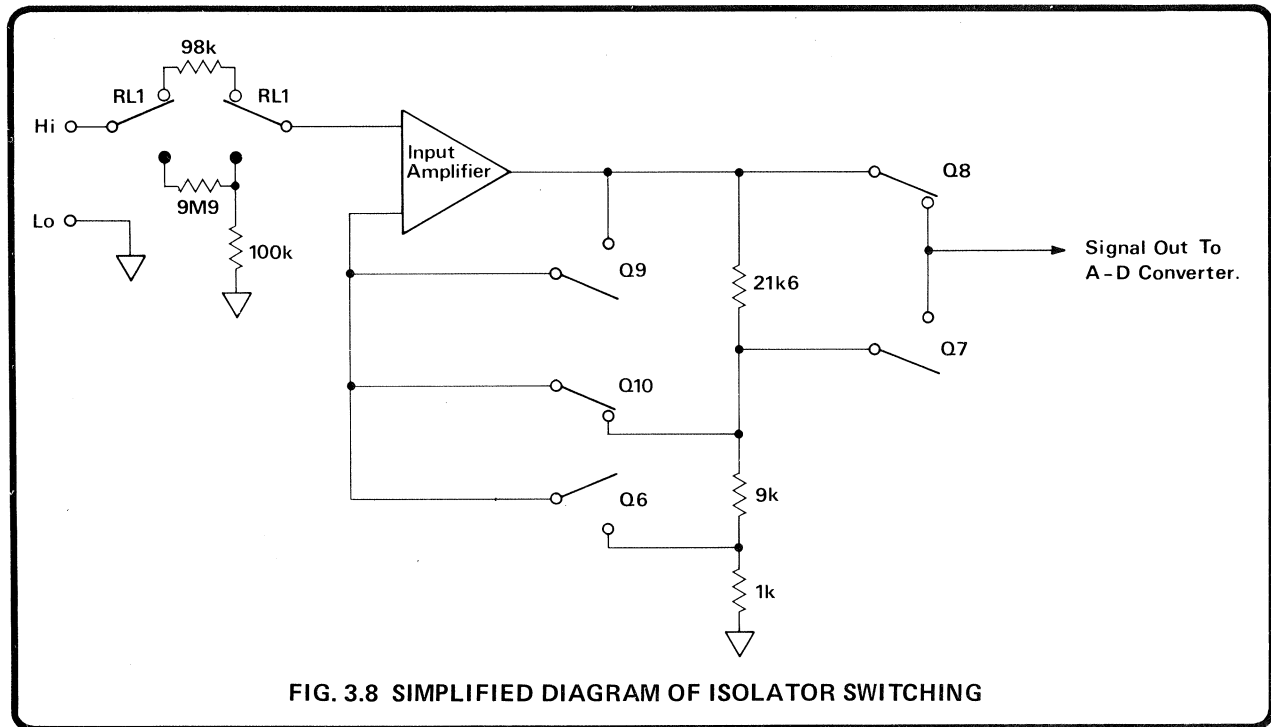 98k
RL1
RL1
Hi
Input
Amplifier
Q8
9M9
Lo
100k
Signal Out To
A-D Converter.
Q9
21k6
Q7
Q10
9k
Q6
1k
FIG. 3.8 SIMPLIFIED DIAGRAM OF ISOLATOR SWITCHING